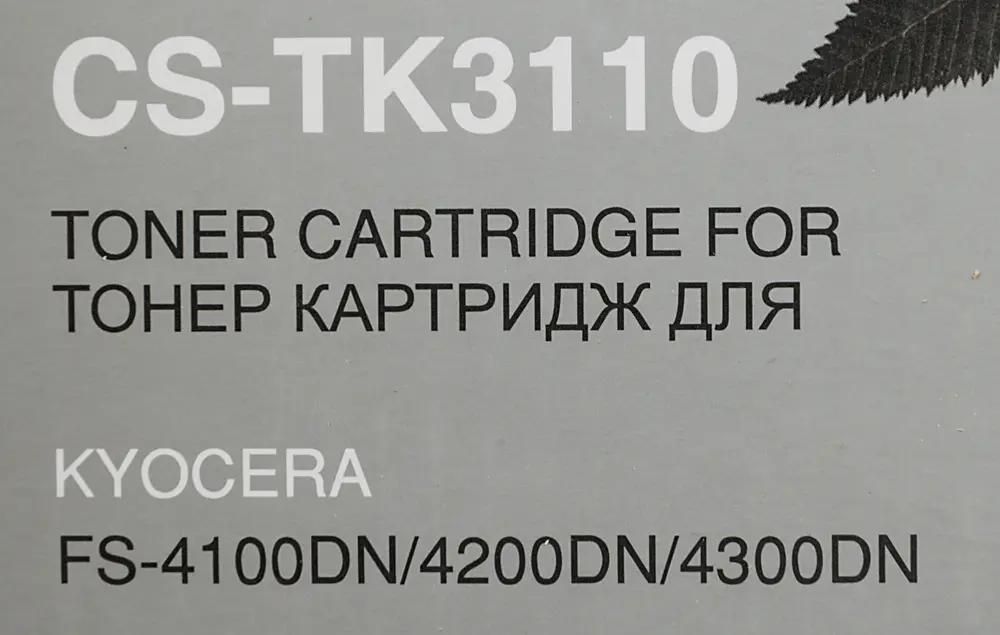 CS-TK3110
TONER CARTRIDGE FOR
ТОНЕР КАРТРИДЖ ДЛЯ
KYOCERA
FS-4100DN/4200DN/4300DN